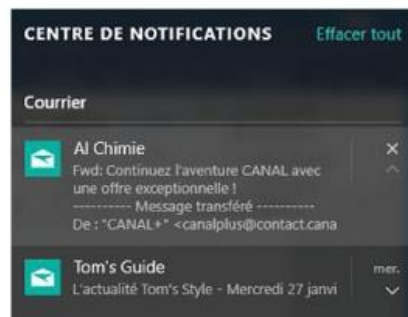 CENTRE DE NOTIFICATIONS Effacer tout
Courrier
Al Chimie
Fwd: Continuez l'aventure CANAL avec
une offre exceptionnelle !
---------- Message transféré ----------
De : "CANAL+" <canalplus@contact.cana
Tom's Guide mer.
L'actualité Tom's Style - Mercredi 27 janvi